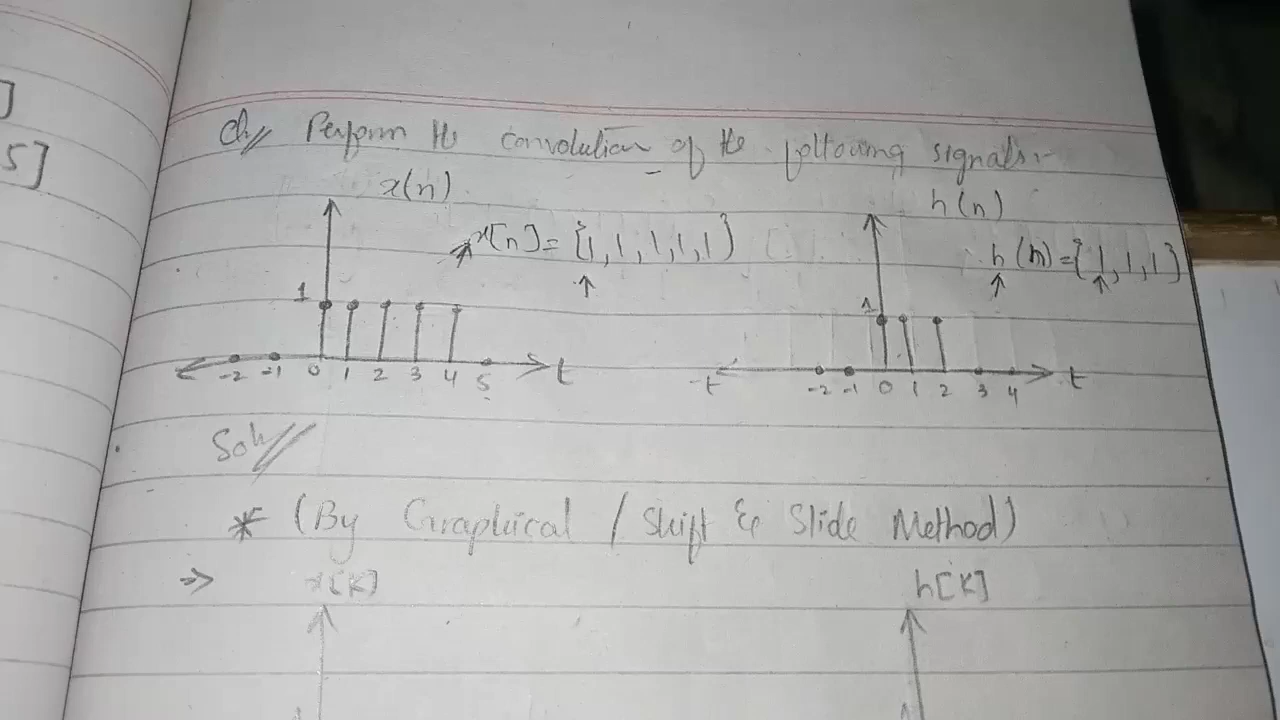 ]
5]
Q// Perform the convolution of the following signals:-
x(n)
h(n)
x[n] = {1, 1, 1, 1, 1}
↑
h(n) = {1, 1, 1}
↑ ↑
1
1
-2 -1 0 1 2 3 4 5 t
-t -2 -1 0 1 2 3 4 t
Soln//
* (By Graphical / Shift & Slide Method)
⇒ x[K] h[K]